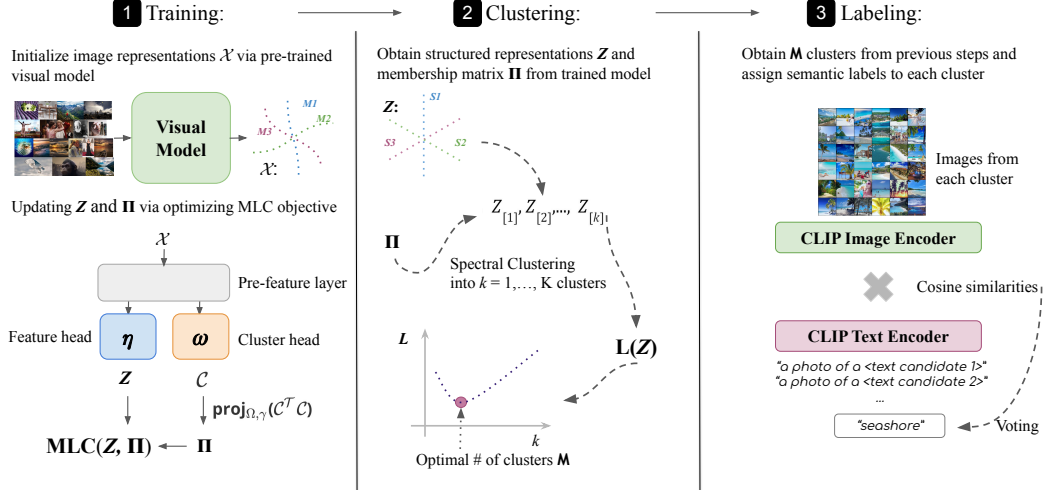 1 Training:
Initialize image representations 𝒳 via pre-trained
visual model
Visual
Model
M1
M2
M3
𝒳:
Updating Z and Π via optimizing MLC objective
𝒳
Pre-feature layer
Feature head
η
ω
Cluster head
Z
𝒞
proj_{Ω,γ}(𝒞^T 𝒞)
MLC(Z, Π)
Π
2 Clustering:
Obtain structured representations Z and
membership matrix Π from trained model
Z:
S1
S3
S2
Z_[1], Z_[2],..., Z_[k],
Π
Spectral Clustering
into k = 1,…, K clusters
L
L(Z)
k
Optimal # of clusters M
3 Labeling:
Obtain M clusters from previous steps and
assign semantic labels to each cluster
Images from
each cluster
CLIP Image Encoder
Cosine similarities
CLIP Text Encoder
"a photo of a <text candidate 1>"
"a photo of a <text candidate 2>"
...
"seashore"
Voting